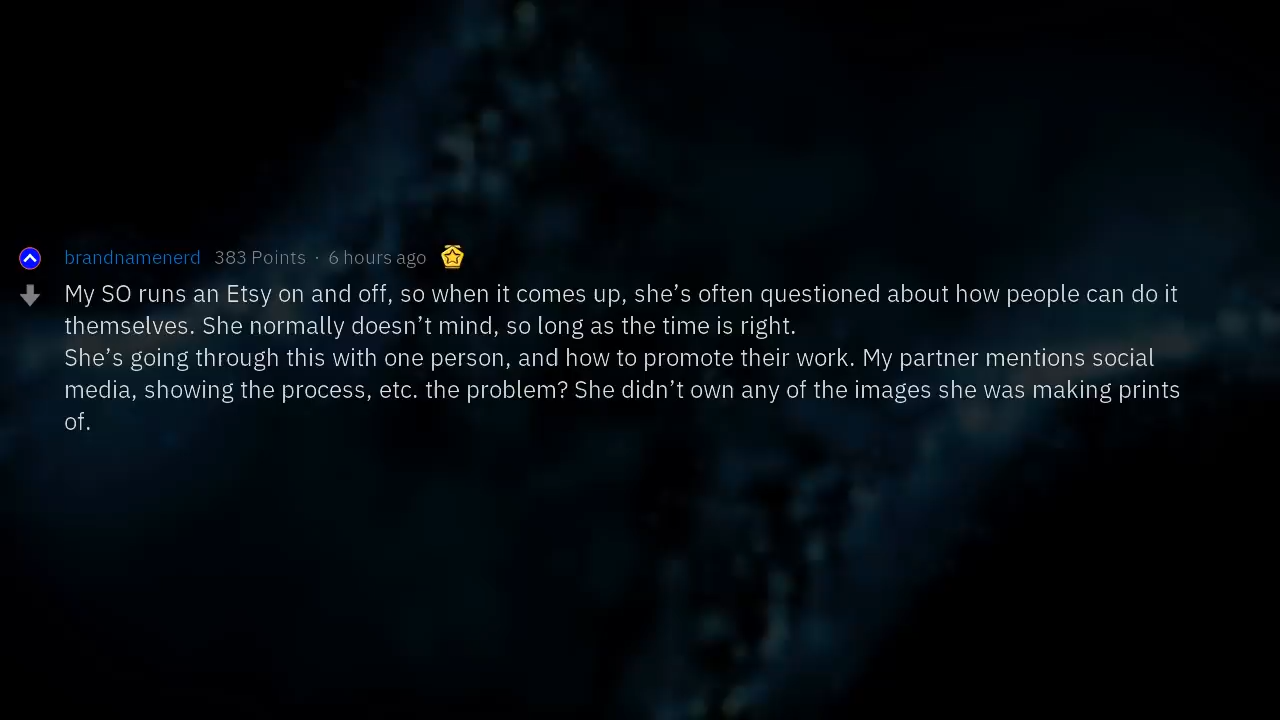 brandnamenerd 383 Points · 6 hours ago
My SO runs an Etsy on and off, so when it comes up, she’s often questioned about how people can do it
themselves. She normally doesn’t mind, so long as the time is right.
She’s going through this with one person, and how to promote their work. My partner mentions social
media, showing the process, etc. the problem? She didn’t own any of the images she was making prints
of.